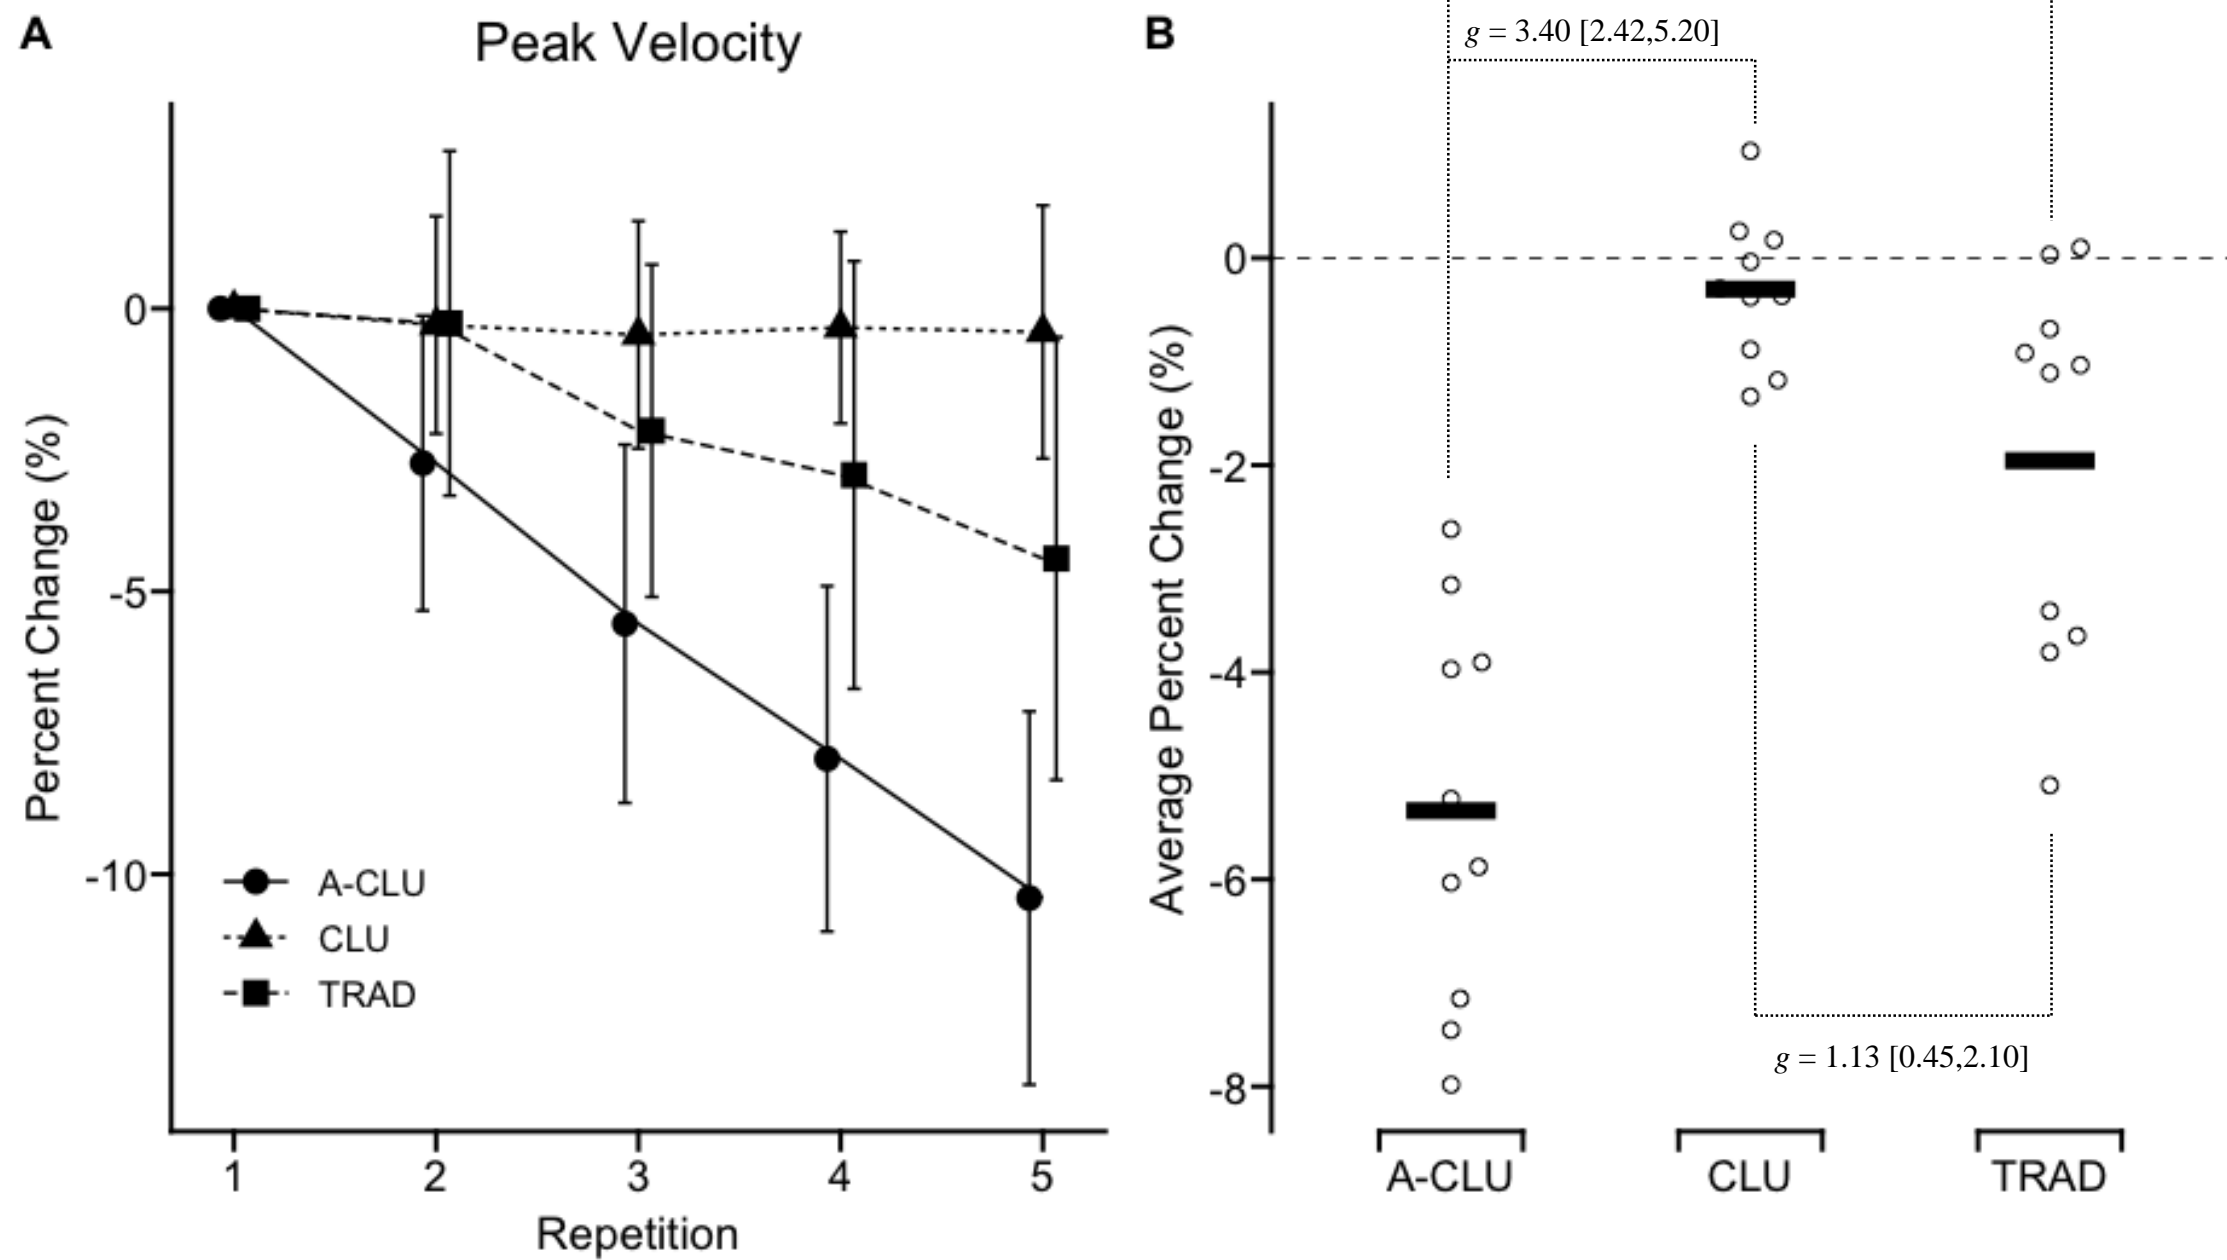 A
Peak Velocity
Percent Change (%)
0
-5
-10
A-CLU
CLU
TRAD
1 2 3 4 5
Repetition
B
g = 3.40 [2.42,5.20]
Average Percent Change (%)
0
-2
-4
-6
-8
g = 1.13 [0.45,2.10]
A-CLU CLU TRAD